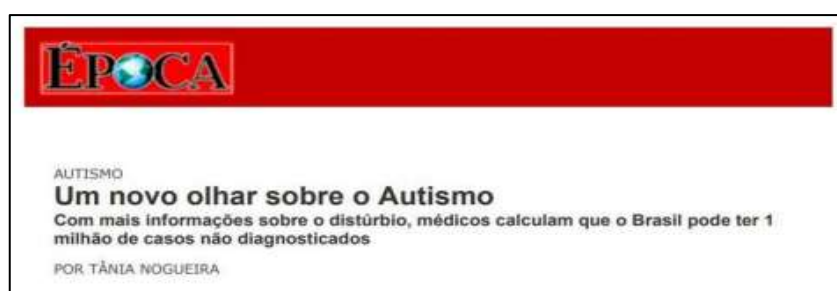 ÉPOCA
AUTISMO
Um novo olhar sobre o Autismo
Com mais informações sobre o distúrbio, médicos calculam que o Brasil pode ter 1
milhão de casos não diagnosticados
POR TÂNIA NOGUEIRA